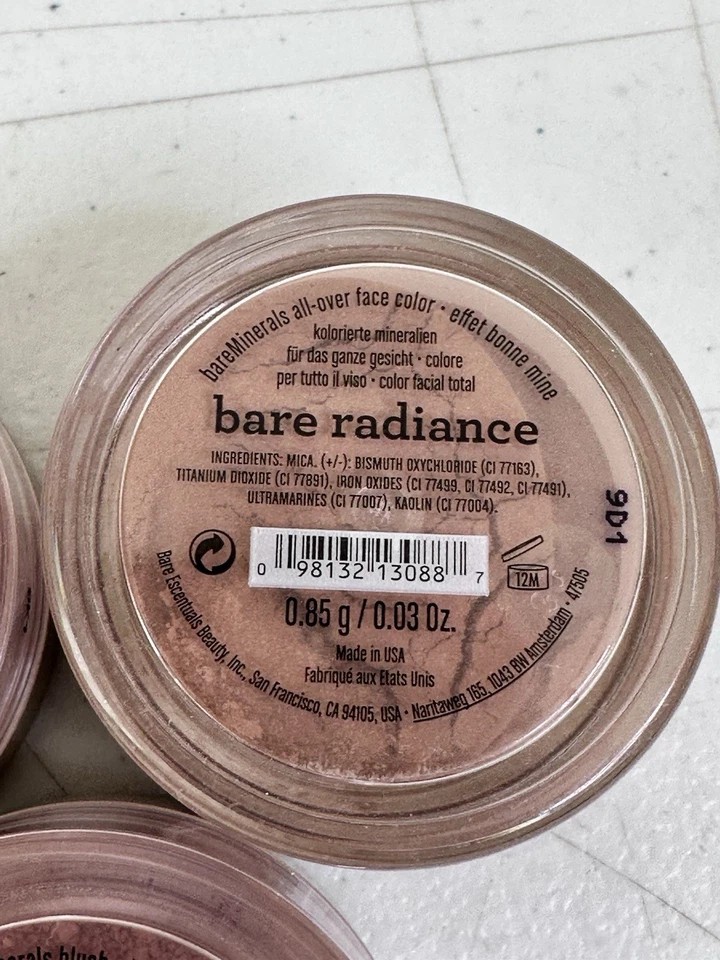 bareMinerals all-over face color • effet bonne mine
kolorierte mineralien
für das ganze gesicht • colore
per tutto il viso • color facial total
bare radiance
INGREDIENTS: MICA. (+/-): BISMUTH OXYCHLORIDE (CI 77163),
TITANIUM DIOXIDE (CI 77891), IRON OXIDES (CI 77499, CI 77492, CI 77491),
ULTRAMARINES (CI 77007), KAOLIN (CI 77004).
0 98132 13088 7
12M
9D1
0.85 g / 0.03 Oz.
Made in USA
Fabriqué aux Etats Unis
Bare Escentuals Beauty, Inc., San Francisco, CA 94105, USA • Naritaweg 165, 1043 BW Amsterdam • 47505
blush